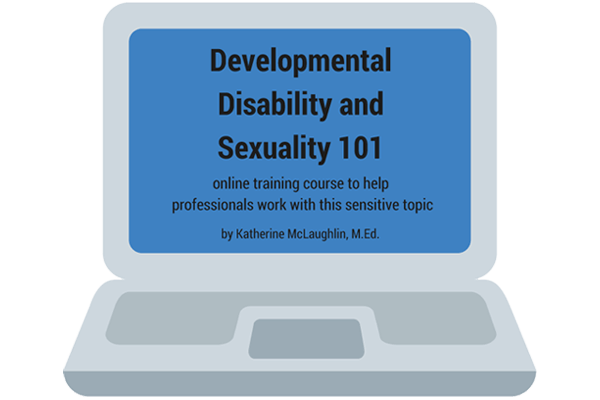 Developmental
Disability and
Sexuality 101
online training course to help
professionals work with this sensitive topic
by Katherine McLaughlin, M.Ed.